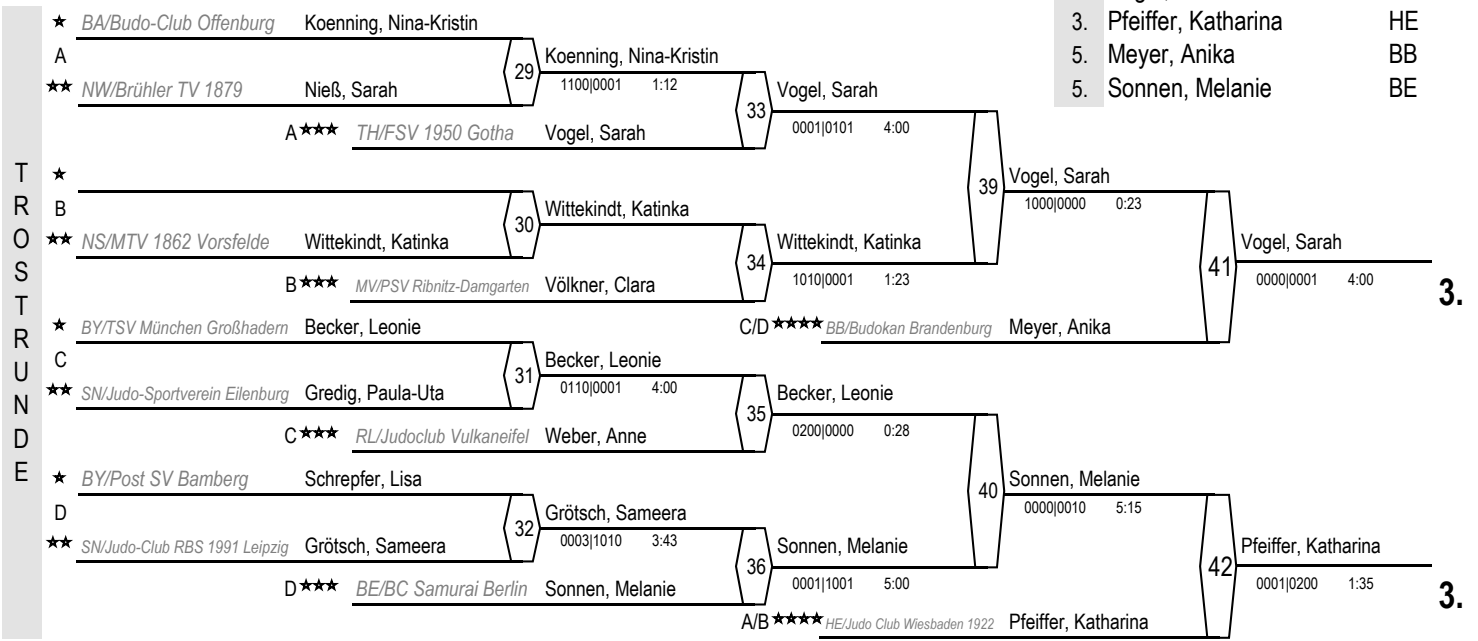 3. Pfeiffer, Katharina HE
5. Meyer, Anika BB
5. Sonnen, Melanie BE
TROSTRUNDE
★ BA/Budo-Club Offenburg Koenning, Nina-Kristin
A
29 Koenning, Nina-Kristin
1100|0001 1:12
★★ NW/Brühler TV 1879 Nieß, Sarah
33 Vogel, Sarah
0001|0101 4:00
A★★★ TH/FSV 1950 Gotha Vogel, Sarah
39 Vogel, Sarah
1000|0000 0:23
★
B
30 Wittekindt, Katinka
★★ NS/MTV 1862 Vorsfelde Wittekindt, Katinka
34 Wittekindt, Katinka
1010|0001 1:23
B★★★ MV/PSV Ribnitz-Damgarten Völkner, Clara
41 Vogel, Sarah
0000|0001 4:00
3.
C/D★★★★ BB/Budokan Brandenburg Meyer, Anika
★ BY/TSV München Großhadern Becker, Leonie
C
31 Becker, Leonie
0110|0001 4:00
★★ SN/Judo-Sportverein Eilenburg Gredig, Paula-Uta
35 Becker, Leonie
0200|0000 0:28
C★★★ RL/Judoclub Vulkaneifel Weber, Anne
40 Sonnen, Melanie
0000|0010 5:15
★ BY/Post SV Bamberg Schrepfer, Lisa
D
32 Grötsch, Sameera
0003|1010 3:43
★★ SN/Judo-Club RBS 1991 Leipzig Grötsch, Sameera
36 Sonnen, Melanie
0001|1001 5:00
D★★★ BE/BC Samurai Berlin Sonnen, Melanie
42 Pfeiffer, Katharina
0001|0200 1:35
3.
A/B★★★★ HE/Judo Club Wiesbaden 1922 Pfeiffer, Katharina